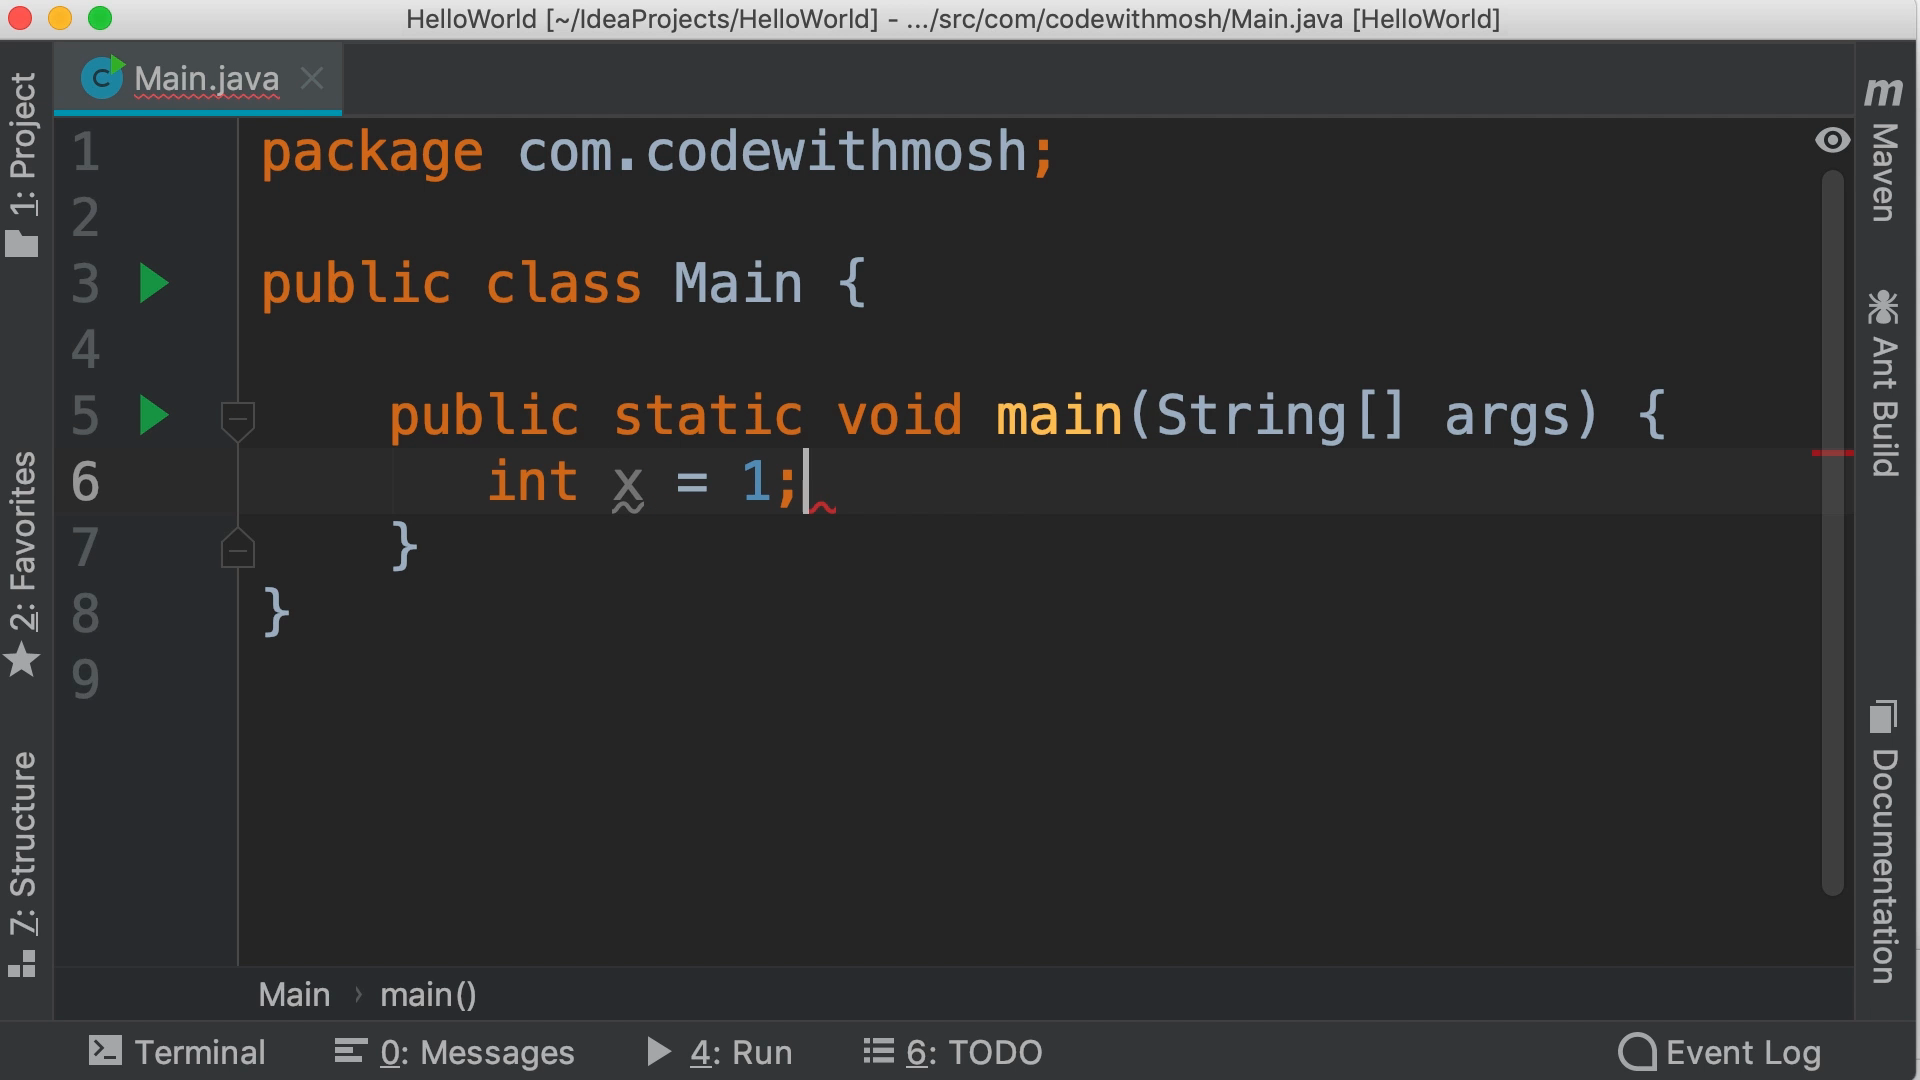 HelloWorld [~/IdeaProjects/HelloWorld] - .../src/com/codewithmosh/Main.java [HelloWorld]
Main.java
1 package com.codewithmosh;
2
3 public class Main {
4
5 public static void main(String[] args) {
6 int x = 1;
7 }
8 }
9
1: Project
2: Favorites
7: Structure
Maven
Ant Build
Documentation
Main › main()
Terminal
0: Messages
4: Run
6: TODO
Event Log